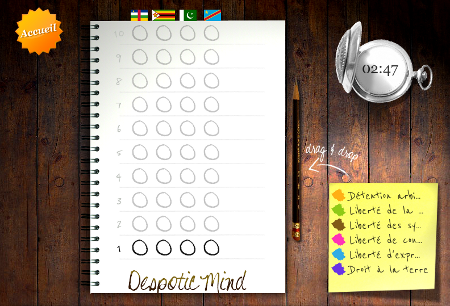 Accueil
10
9
8
7
6
5
4
3
2
1
Despotic Mind
02:47
drag & drop
Détention arbi...
Liberté de la ...
Liberté des sy...
Liberté de cou...
Liberté d'expr...
Droit à la terre